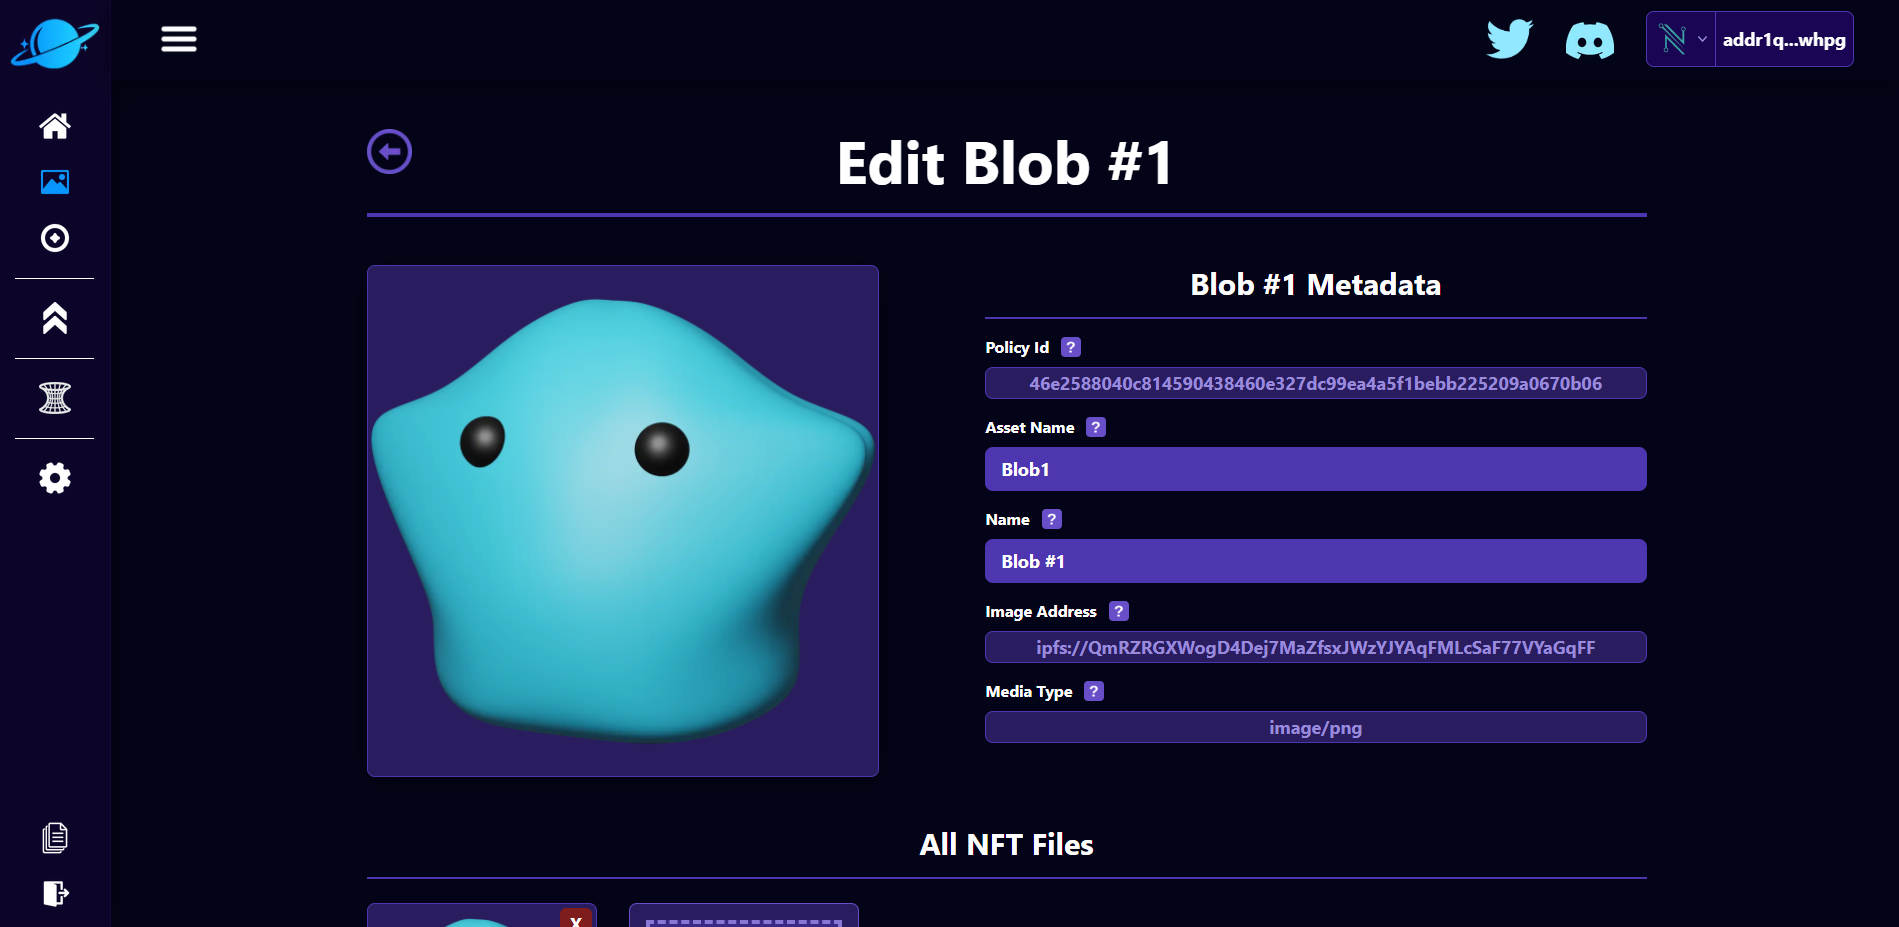 addr1q...whpg
Edit Blob #1
Blob #1 Metadata
Policy Id ?
46e2588040c814590438460e327dc99ea4a5f1bebb225209a0670b06
Asset Name ?
Blob1
Name ?
Blob #1
Image Address ?
ipfs://QmRZRGXWogD4Dej7MaZfsxJWzYJYAqFMLcSaF77VYaGqFF
Media Type ?
image/png
All NFT Files
X